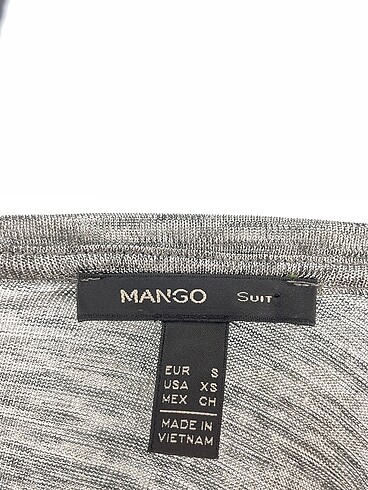 MANGO Suit
EUR S
USA XS
MEX CH
MADE IN
VIETNAM